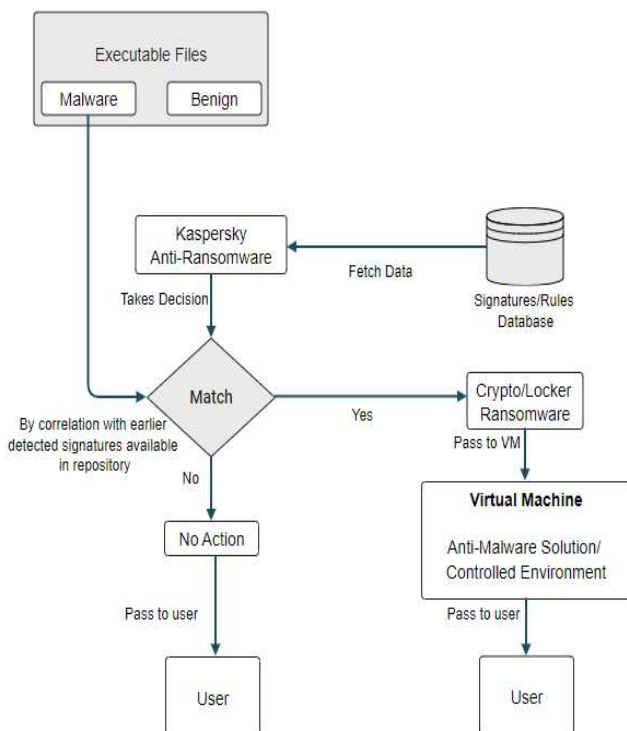 Executable Files
Malware
Benign
Kaspersky
Anti-Ransomware
Fetch Data
Signatures/Rules
Database
Takes Decision
Match
By correlation with earlier
detected signatures available
in repository
Yes
Crypto/Locker
Ransomware
Pass to VM
No
Virtual Machine
Anti-Malware Solution/
Controlled Environment
No Action
Pass to user
Pass to user
User
User